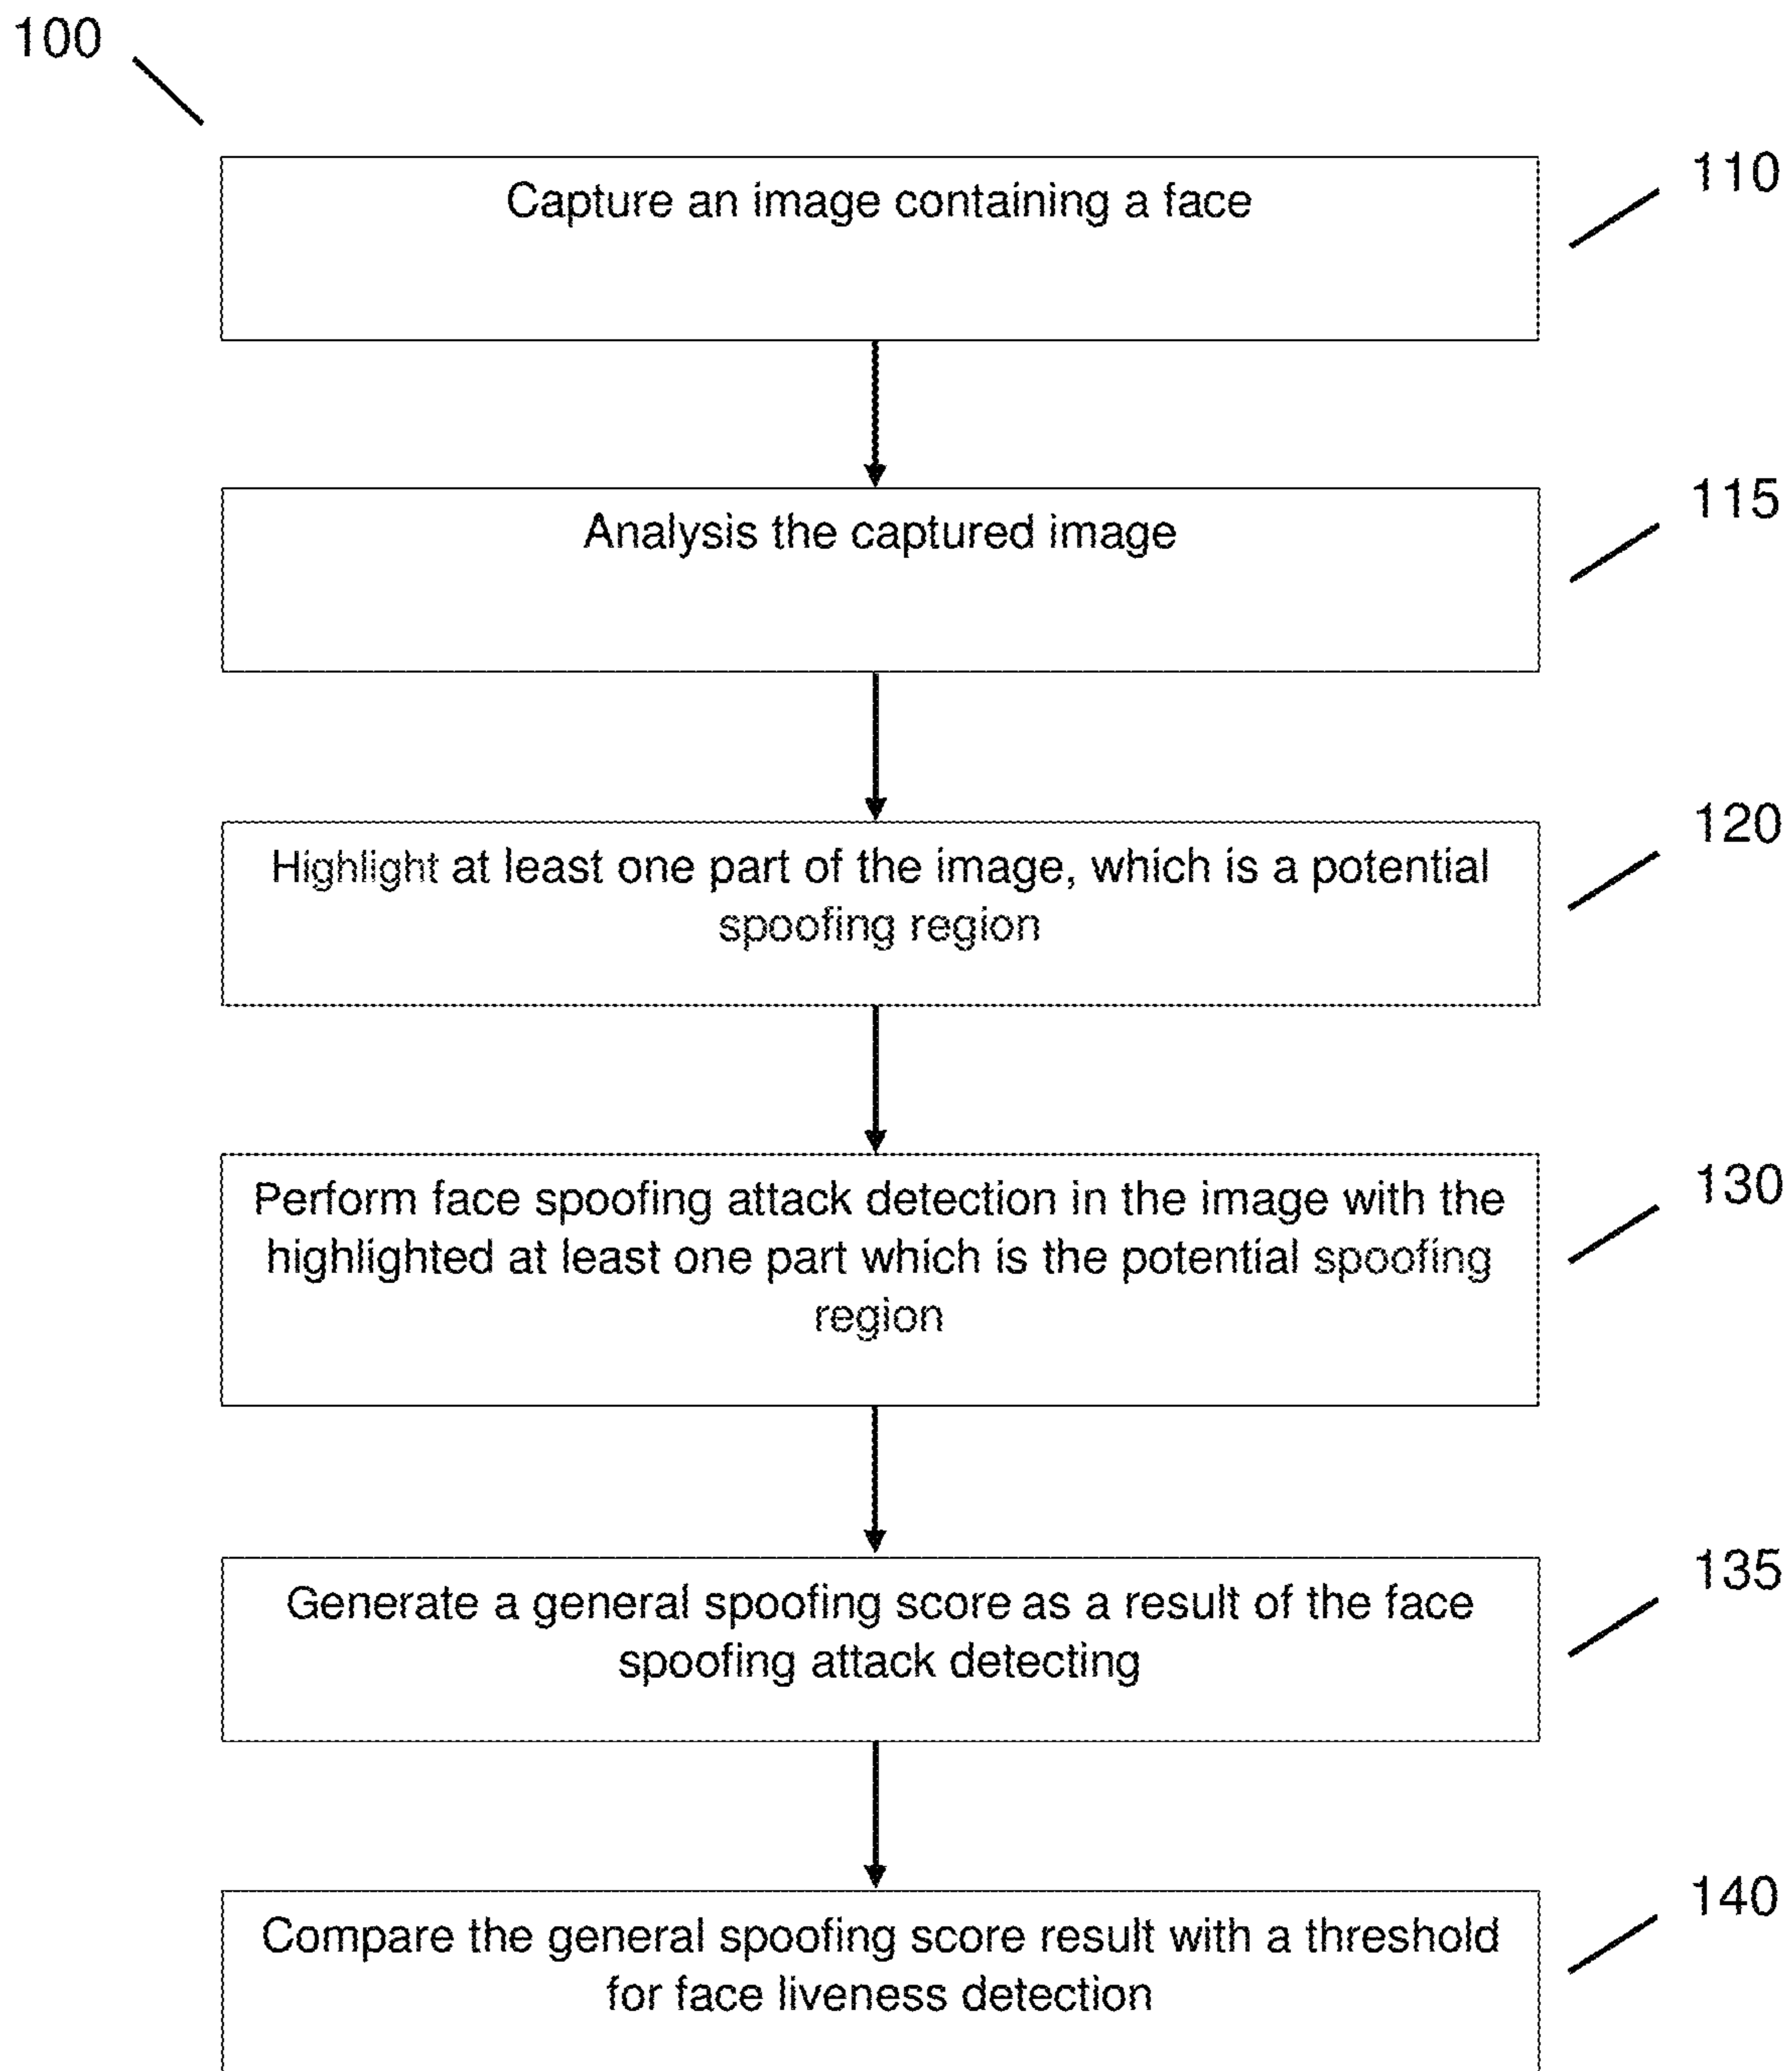 100
110
Capture an image containing a face
115
Analysis the captured image
120
Highlight at least one part of the image, which is a potential
spoofing region
130
Perform face spoofing attack detection in the image with the
highlighted at least one part which is the potential spoofing
region
135
Generate a general spoofing score as a result of the face
spoofing attack detecting
140
Compare the general spoofing score result with a threshold
for face liveness detection